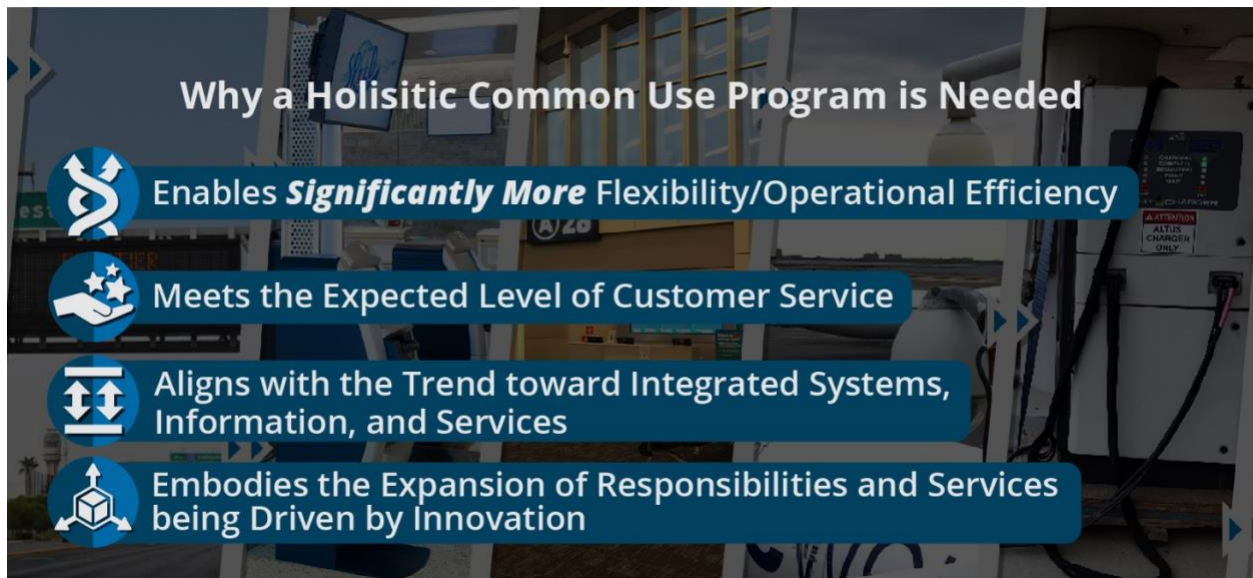 Why a Holisitic Common Use Program is Needed
Enables Significantly More Flexibility/Operational Efficiency
Meets the Expected Level of Customer Service
Aligns with the Trend toward Integrated Systems,
Information, and Services
Embodies the Expansion of Responsibilities and Services
being Driven by Innovation
A 28
ATTENTION
ALTUS
CHARGER
ONLY